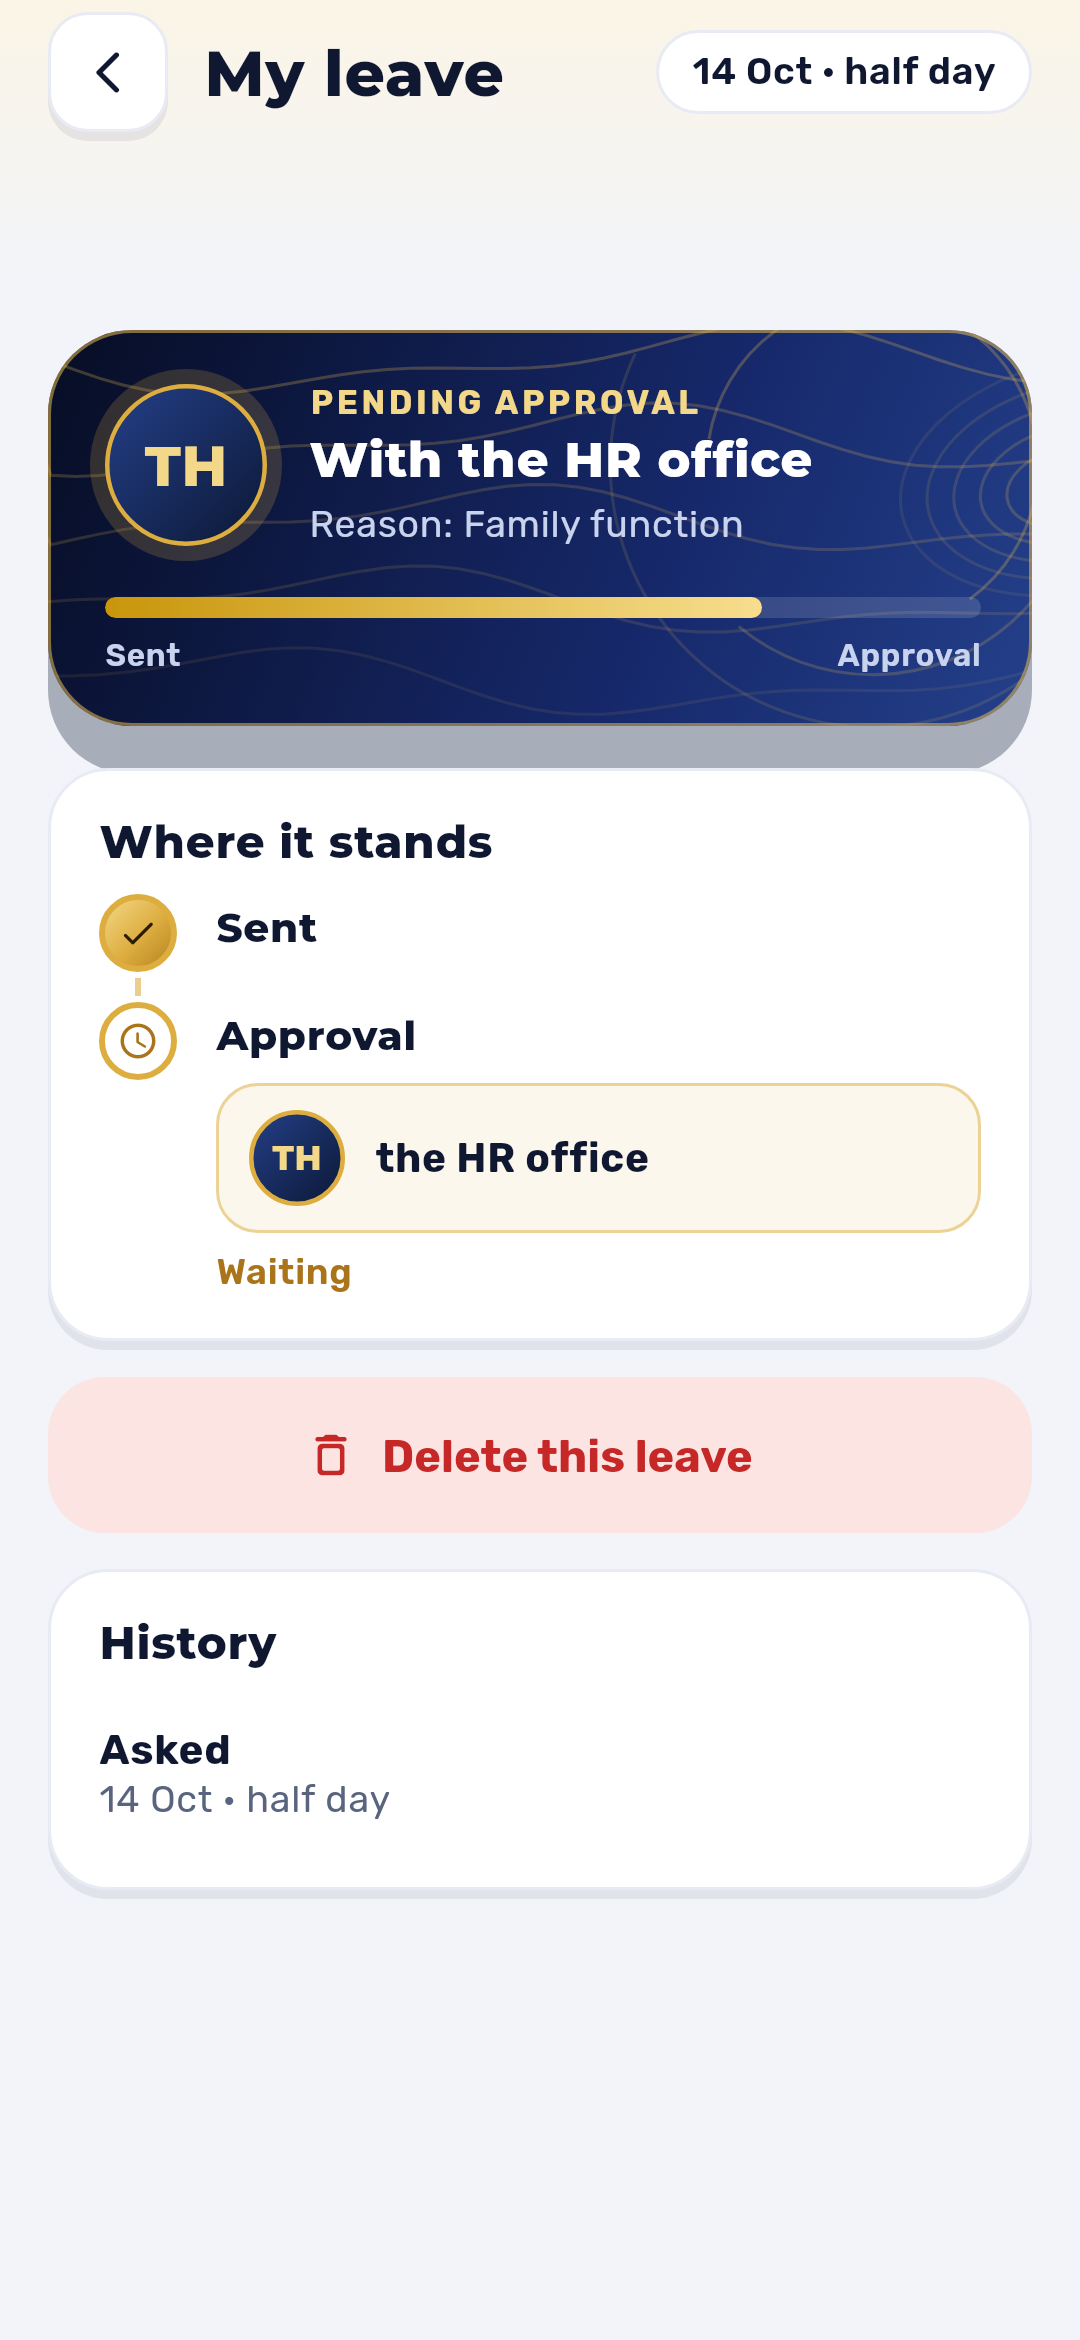 My leave
14 Oct • half day
TH
PENDING APPROVAL
With the HR office
Reason: Family function
Sent
Approval
Where it stands
Sent
Approval
TH
the HR office
Waiting
Delete this leave
History
Asked
14 Oct • half day